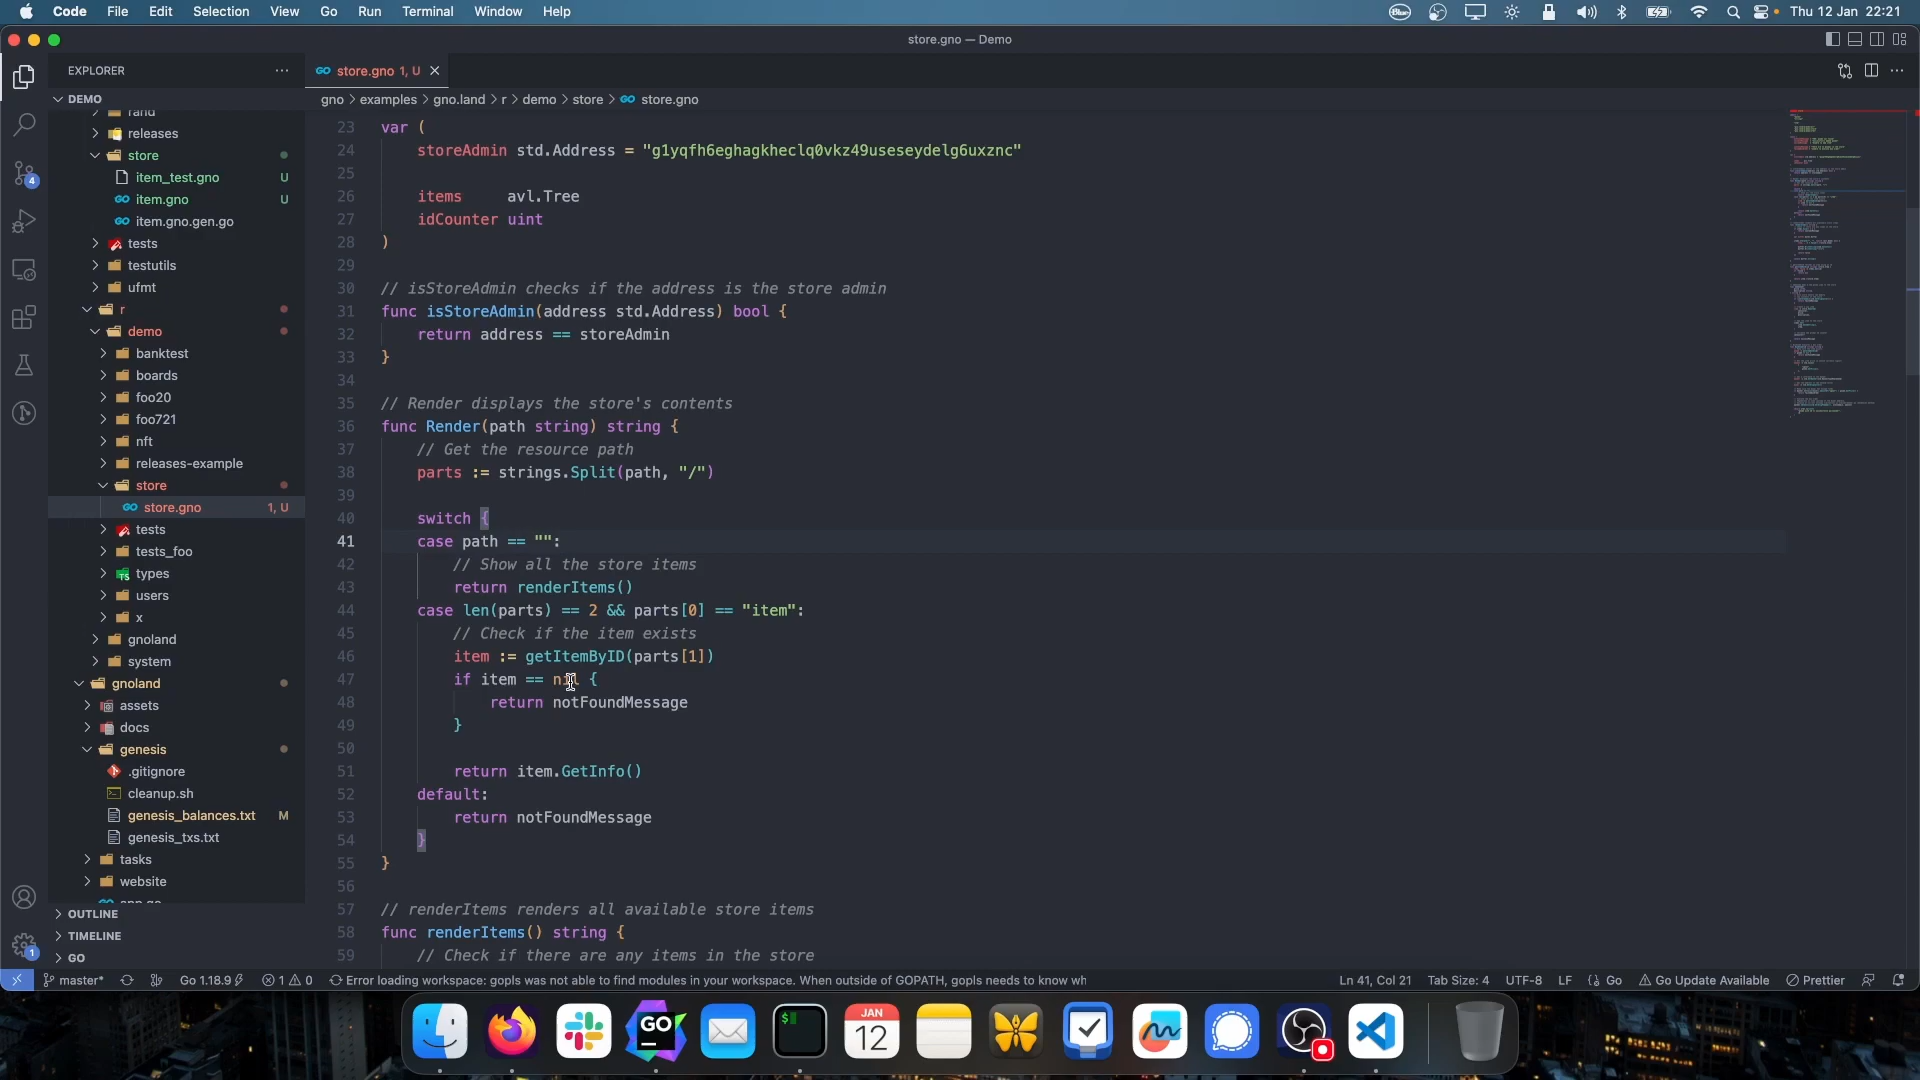 Code File Edit Selection View Go Run Terminal Window Help
Thu 12 Jan 22:21
store.gno — Demo
EXPLORER
store.gno 1, U
DEMO
gno > examples > gno.land > r > demo > store > store.gno
rand
releases
store
item_test.gno U
item.gno U
item.gno.gen.go
tests
testutils
ufmt
r
demo
banktest
boards
foo20
foo721
nft
releases-example
store
store.gno 1, U
tests
tests_foo
types
users
x
gnoland
system
gnoland
assets
docs
genesis
.gitignore
cleanup.sh
genesis_balances.txt M
genesis_txs.txt
tasks
website
OUTLINE
TIMELINE
GO
4
1
23 var (
24 storeAdmin std.Address = "g1yqfh6eghagkheclq0vkz49useseydelg6uxznc"
25
26 items avl.Tree
27 idCounter uint
28 )
29
30 // isStoreAdmin checks if the address is the store admin
31 func isStoreAdmin(address std.Address) bool {
32 return address == storeAdmin
33 }
34
35 // Render displays the store's contents
36 func Render(path string) string {
37 // Get the resource path
38 parts := strings.Split(path, "/")
39
40 switch {
41 case path == "":
42 // Show all the store items
43 return renderItems()
44 case len(parts) == 2 && parts[0] == "item":
45 // Check if the item exists
46 item := getItemByID(parts[1])
47 if item == nil {
48 return notFoundMessage
49 }
50
51 return item.GetInfo()
52 default:
53 return notFoundMessage
54 }
55 }
56
57 // renderItems renders all available store items
58 func renderItems() string {
59 // Check if there are any items in the store
master* Go 1.18.9 1 0 Error loading workspace: gopls was not able to find modules in your workspace. When outside of GOPATH, gopls needs to know wh
Ln 41, Col 21 Tab Size: 4 UTF-8 LF Go Go Update Available Prettier
GO
$
JAN
12